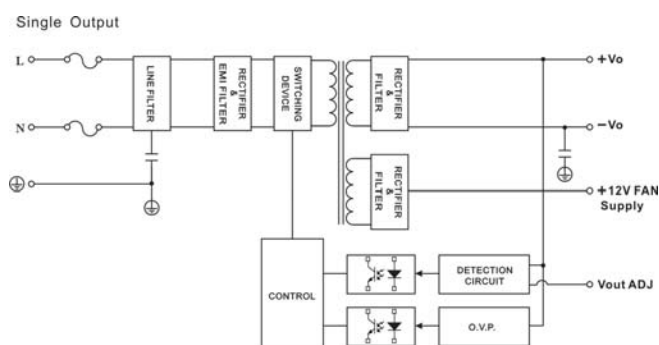 Single Output
L
N
LINE FILTER
RECTIFIER
&
EMI FILTER
SWITCHING
DEVICE
RECTIFIER
&
FILTER
+Vo
−Vo
RECTIFIER
&
FILTER
+12V FAN
Supply
CONTROL
DETECTION
CIRCUIT
Vout ADJ
O.V.P.